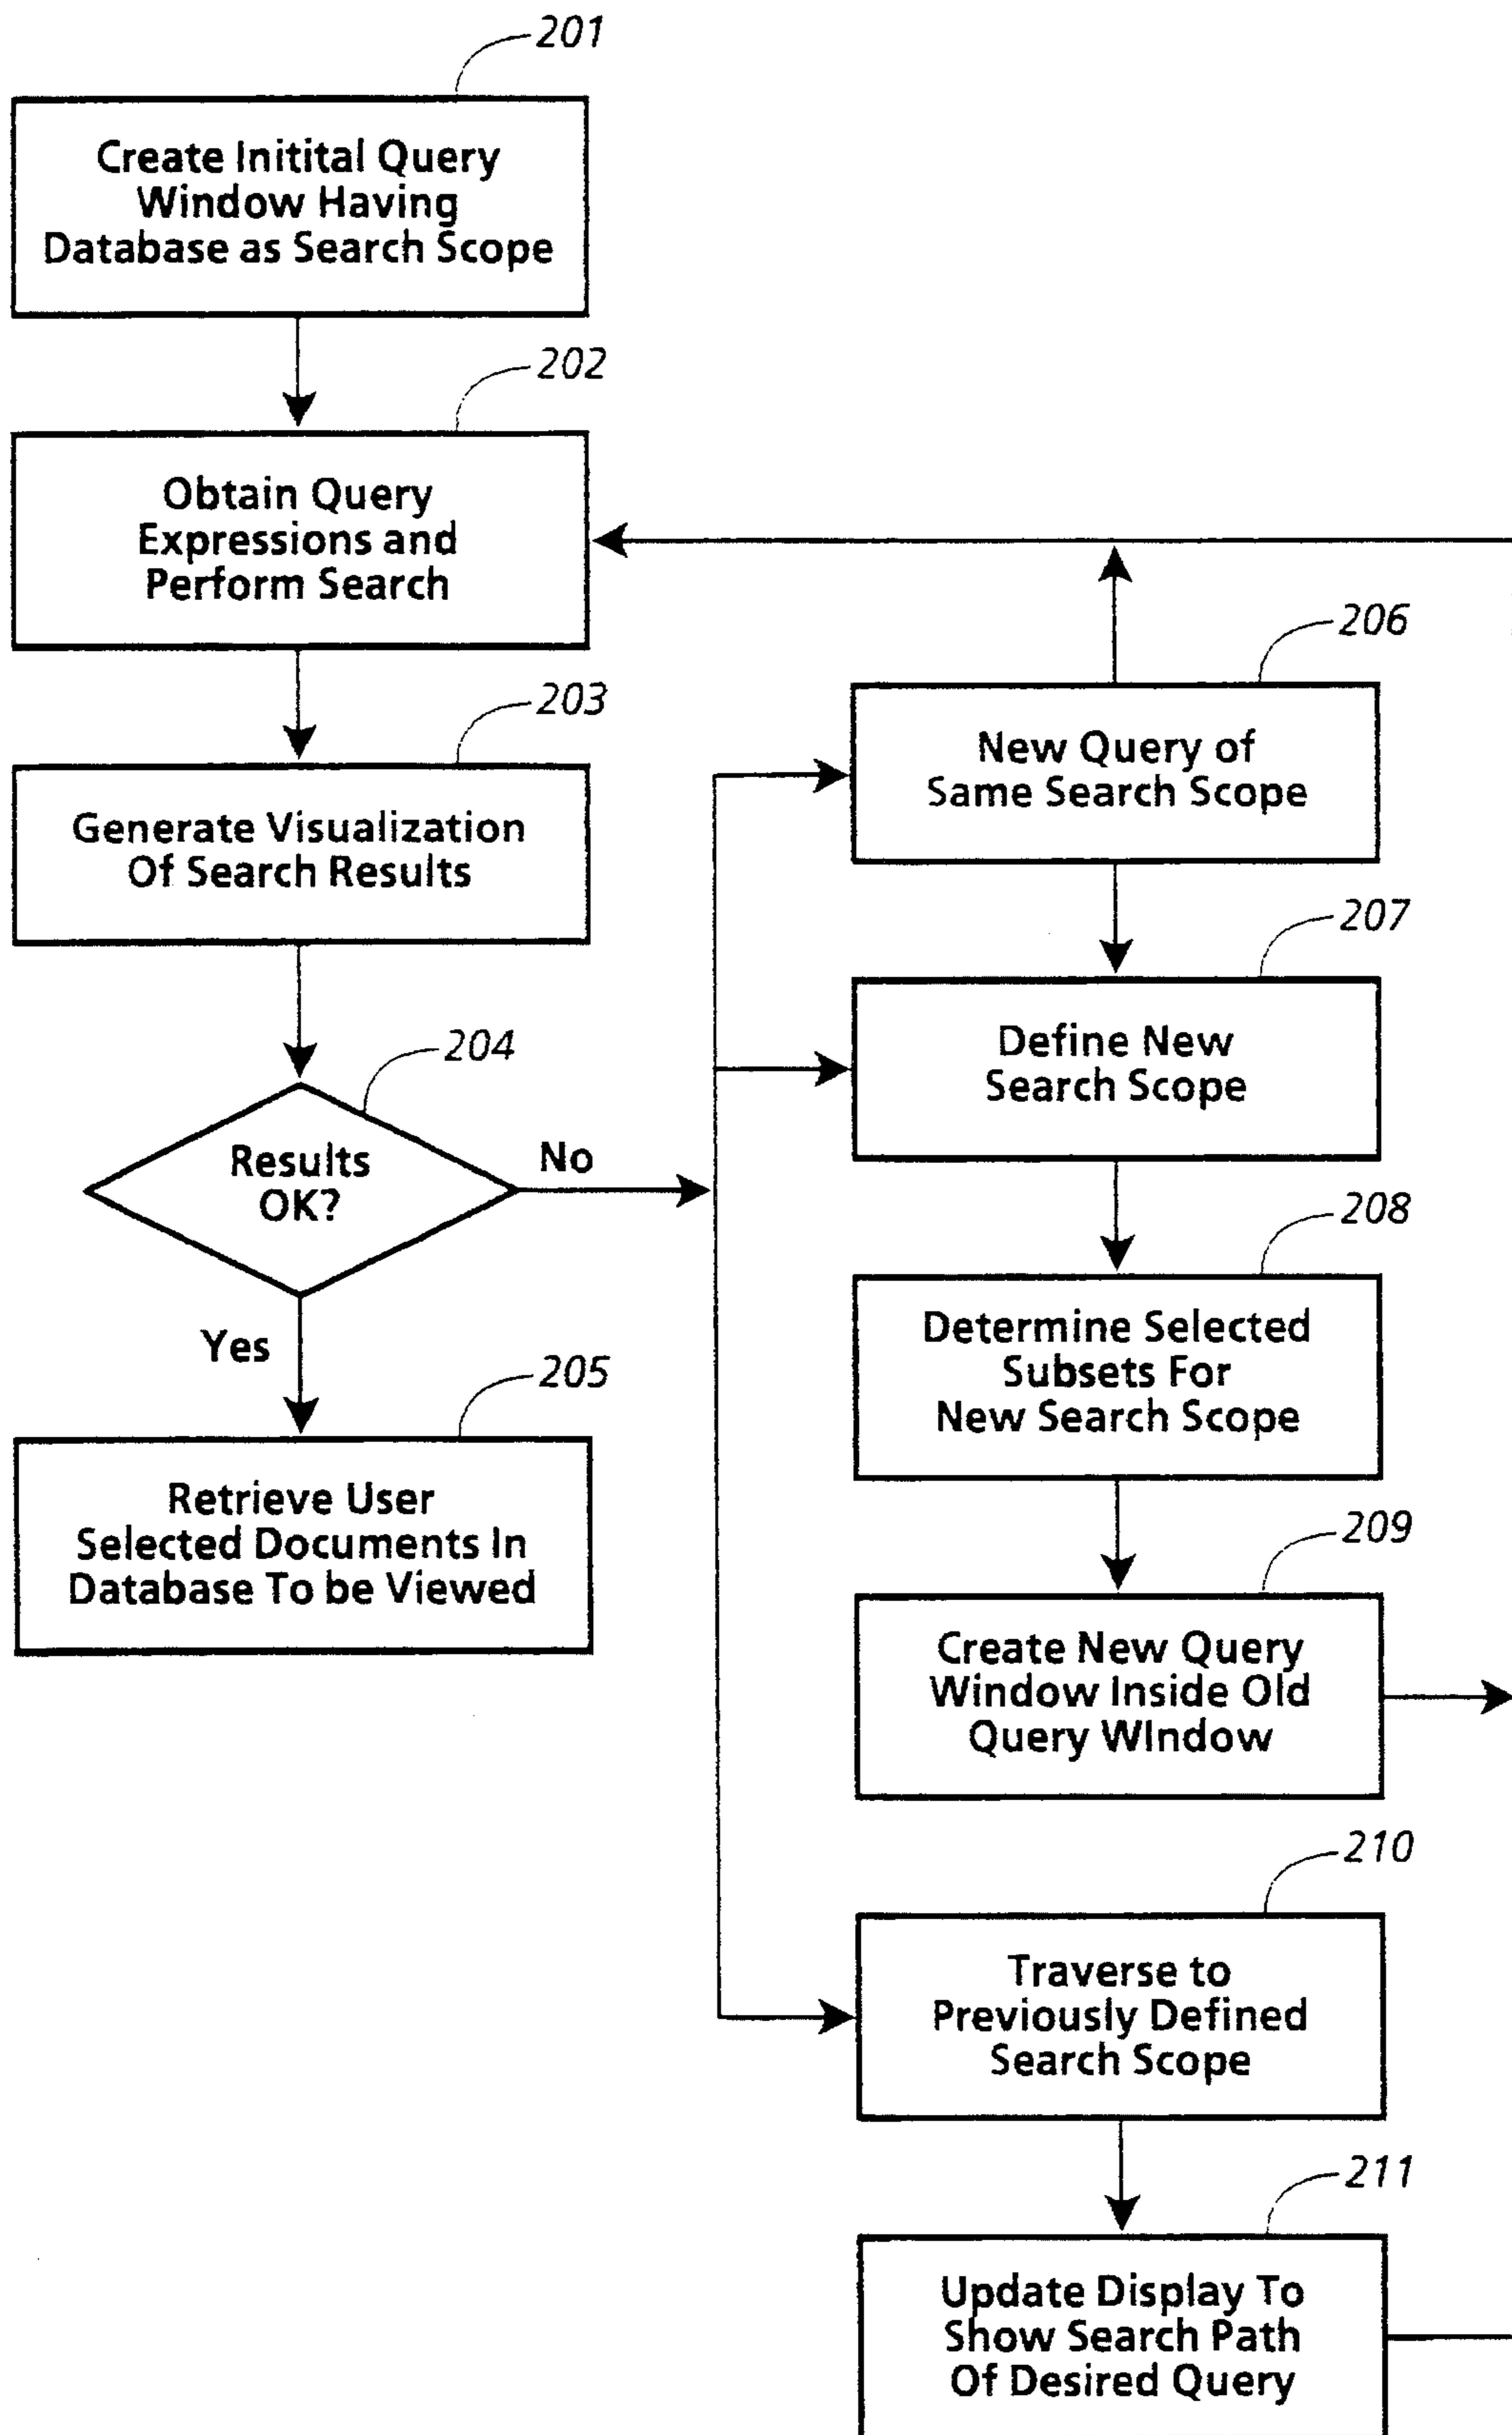 201
Create Initital Query
Window Having
Database as Search Scope
202
Obtain Query
Expressions and
Perform Search
203
Generate Visualization
Of Search Results
204
Results
OK?
No
Yes
205
Retrieve User
Selected Documents In
Database To be Viewed
206
New Query of
Same Search Scope
207
Define New
Search Scope
208
Determine Selected
Subsets For
New Search Scope
209
Create New Query
Window Inside Old
Query WIndow
210
Traverse to
Previously Defined
Search Scope
211
Update Display To
Show Search Path
Of Desired Query